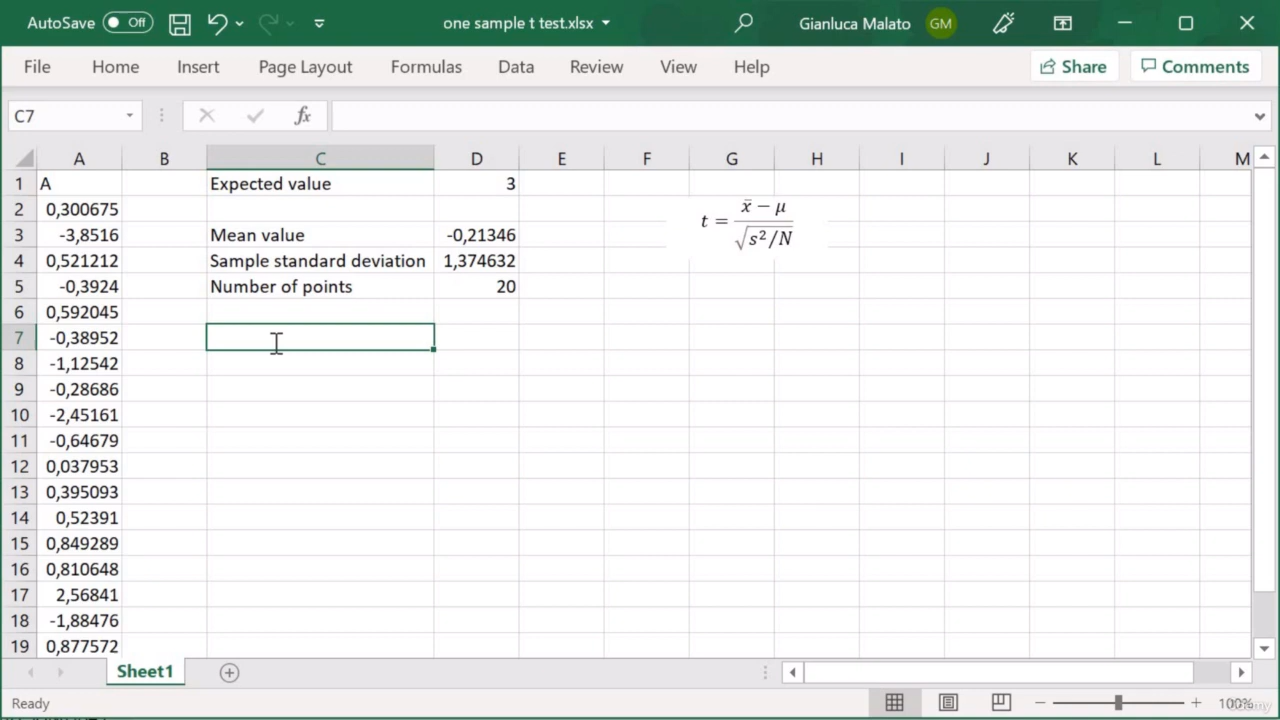 AutoSave Off one sample t test.xlsx Gianluca Malato GM
File Home Insert Page Layout Formulas Data Review View Help Share Comments
C7 fx
A B C D E F G H I J K L M
1 A Expected value 3
2 0,300675
3 -3,8516 Mean value -0,21346
4 0,521212 Sample standard deviation 1,374632
5 -0,3924 Number of points 20
t = x̄ − μ / √s²/N
6 0,592045
7 -0,38952
8 -1,12542
9 -0,28686
10 -2,45161
11 -0,64679
12 0,037953
13 0,395093
14 0,52391
15 0,849289
16 0,810648
17 2,56841
18 -1,88476
19 0,877572
Sheet1
Ready 100%